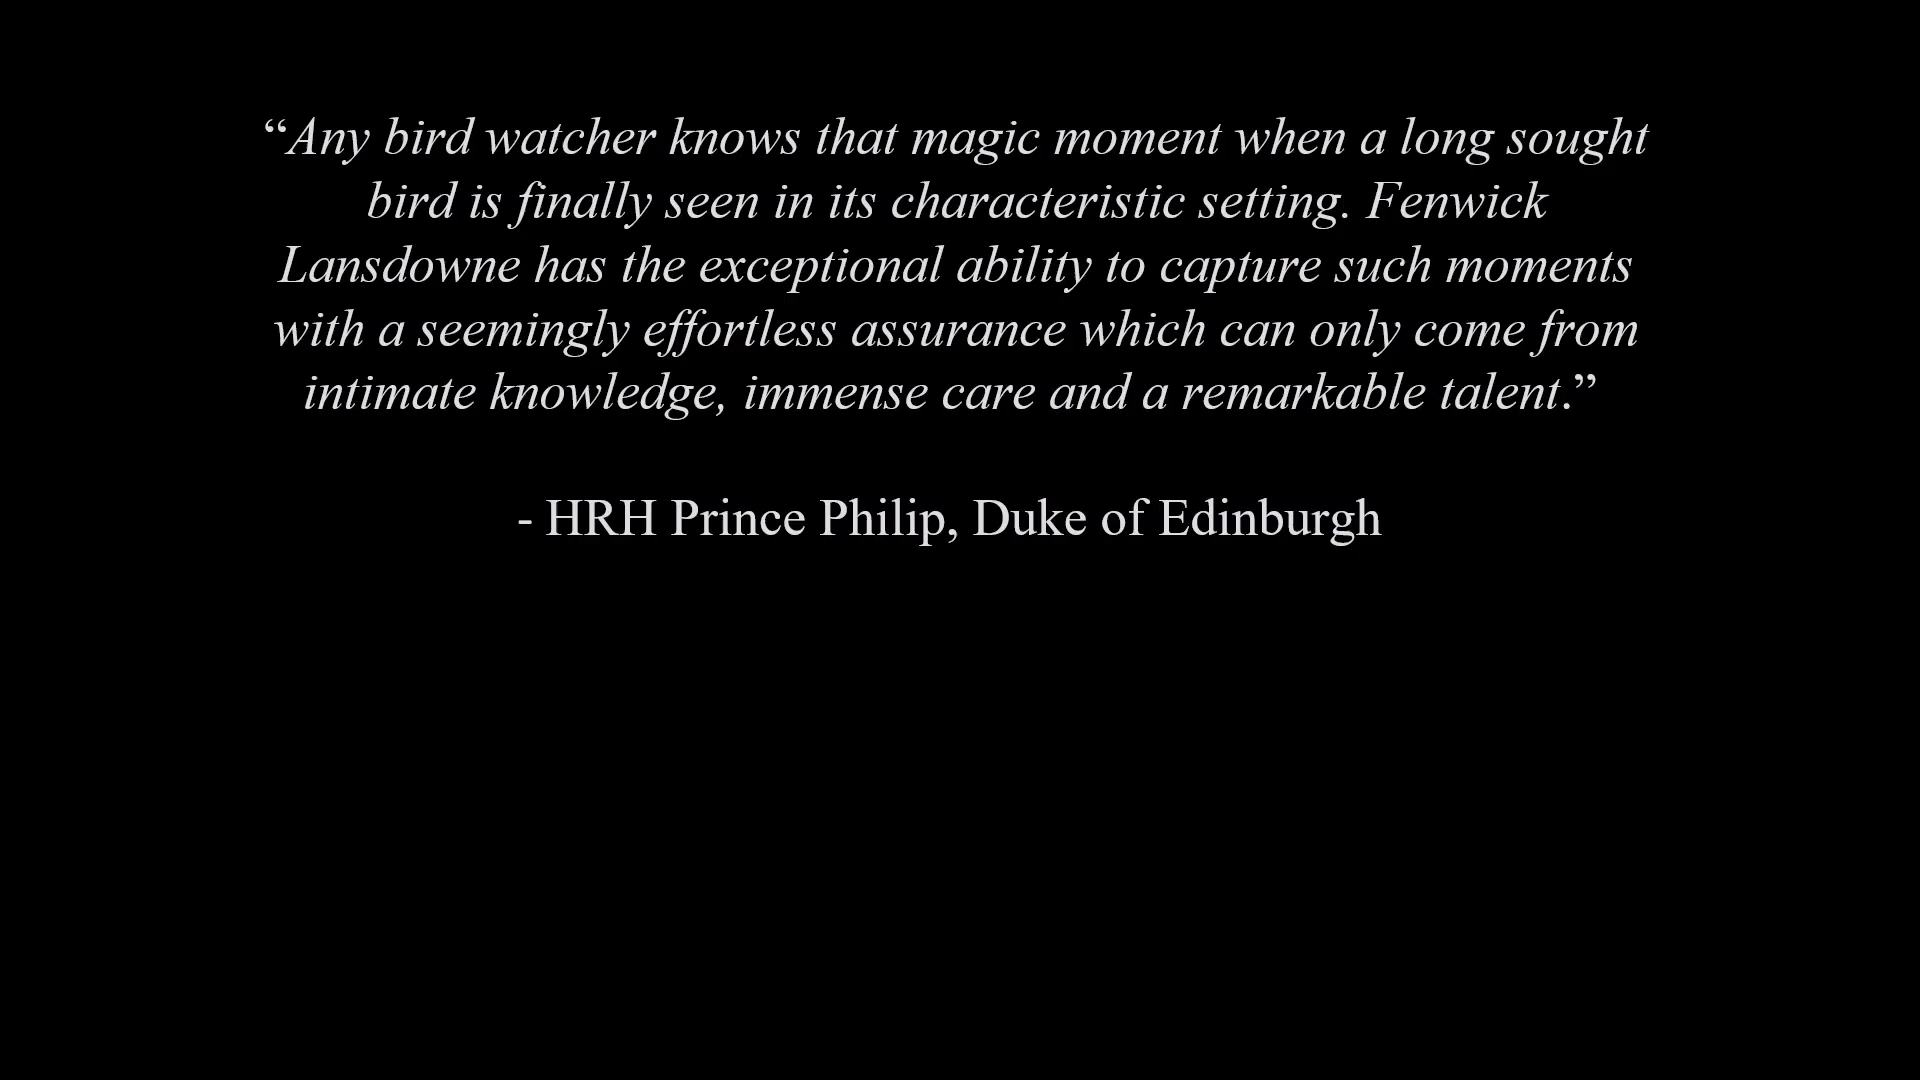 “Any bird watcher knows that magic moment when a long sought
bird is finally seen in its characteristic setting. Fenwick
Lansdowne has the exceptional ability to capture such moments
with a seemingly effortless assurance which can only come from
intimate knowledge, immense care and a remarkable talent.”
- HRH Prince Philip, Duke of Edinburgh